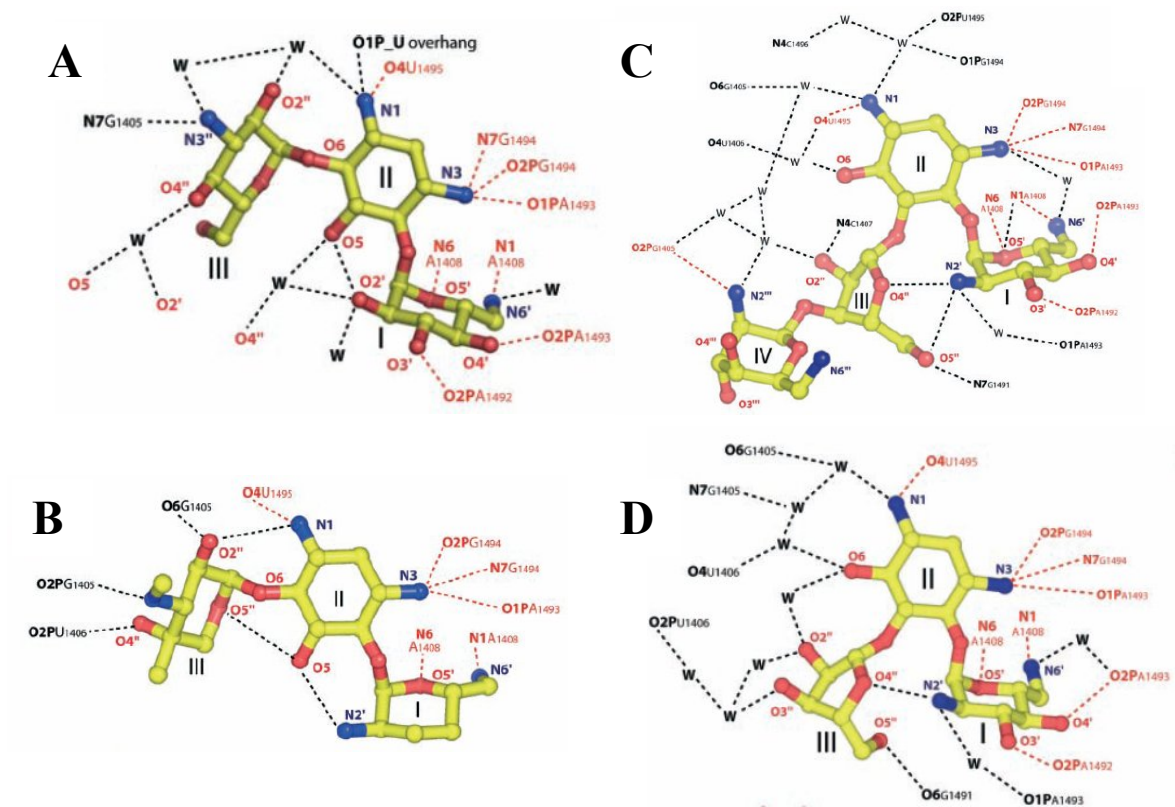 A
W
W
O1P_U overhang
O4U1495
O2"
N1
N7G1405
N3"
O6
N7G1494
N3
O2PG1494
II
O4"
O1PA1493
O5
W
III
N6
A1408
N1
A1408
O5
O2'
W
O2'
O5'
W
N6'
O4"
I
W
O3'
O4'
O2PA1493
O2PA1492
C
W
O2PU1495
N4C1496
W
O1PG1494
O6G1405
W
N1
O4U1495
O2PG1494
N3
N7G1494
O4U1406
W
II
O6
O1PA1493
W
W
N6
A1408
N1A1408
N6'
O2PA1493
W
N4C1407
O2PG1405
W
O5'
O4'
N2'
O2"
N2'''
III
O4"
I
O3'
O2PA1492
O4'''
IV
W
O1PA1493
O5"
N6'''
N7G1491
O3'''
B
O4U1495
O6G1405
N1
O2"
O2PG1494
O6
N3
N7G1494
O2PG1405
II
O5"
O1PA1493
O2PU1406
O4"
N6
A1408
N1A1408
III
O5
O5'
N6'
I
N2'
D
O6G1405
W
O4U1495
N7G1405
N1
W
O2PG1494
W
O6
N3
N7G1494
O4U1406
II
O1PA1493
W
O2PU1406
N6
A1408
N1
A1408
W
O2"
W
W
O4"
O5'
N6'
O2PA1493
N2'
W
O3"
O5"
O4'
III
I
O3'
W
O2PA1492
O6G1491
O1PA1493